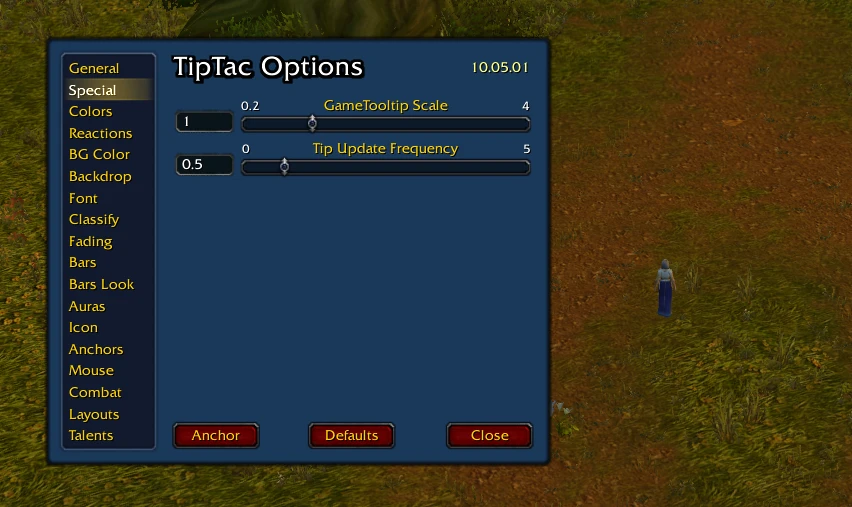 TipTac Options
10.05.01
General
Special
Colors
Reactions
BG Color
Backdrop
Font
Classify
Fading
Bars
Bars Look
Auras
Icon
Anchors
Mouse
Combat
Layouts
Talents
0.2 GameTooltip Scale 4
1
0 Tip Update Frequency 5
0.5
Anchor
Defaults
Close